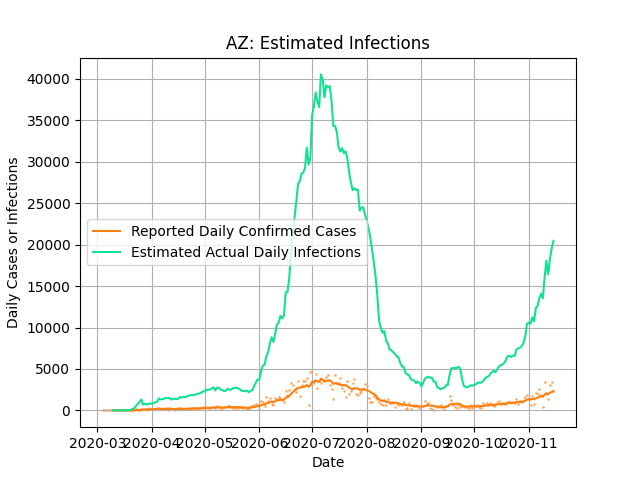 AZ: Estimated Infections
40000
35000
30000
25000
20000
15000
10000
5000
0
Daily Cases or Infections
Reported Daily Confirmed Cases
Estimated Actual Daily Infections
2020-03 2020-04 2020-05 2020-06 2020-07 2020-08 2020-09 2020-10 2020-11
Date